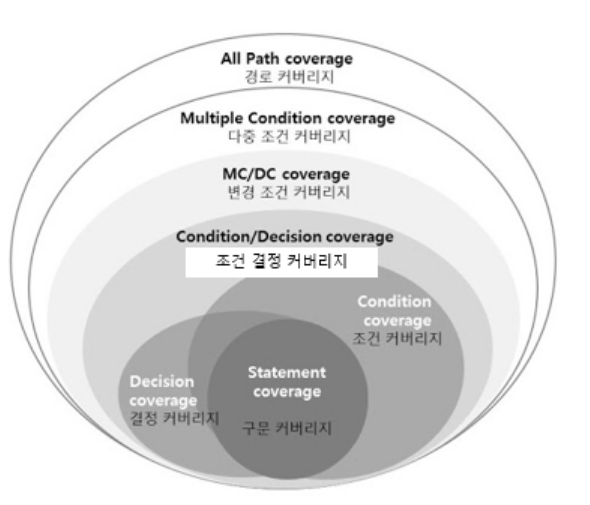 All Path coverage
경로 커버리지
Multiple Condition coverage
다중 조건 커버리지
MC/DC coverage
변경 조건 커버리지
Condition/Decision coverage
조건 결정 커버리지
Condition
coverage
조건 커버리지
Decision
coverage
결정 커버리지
Statement
coverage
구문 커버리지